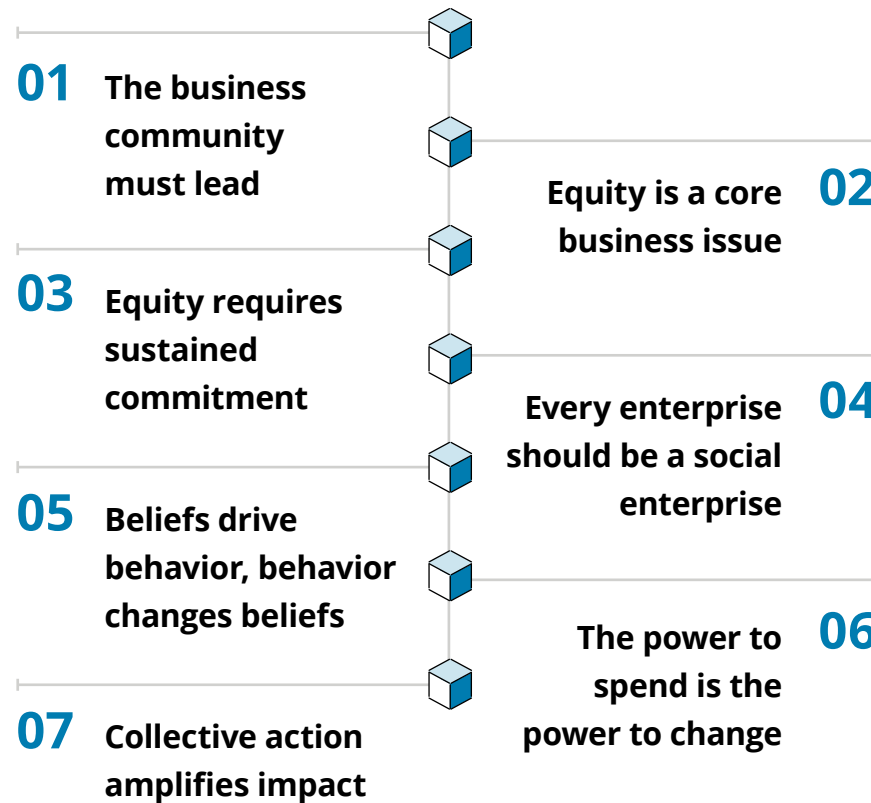 01
The business
community
must lead
02
Equity is a core
business issue
03
Equity requires
sustained
commitment
04
Every enterprise
should be a social
enterprise
05
Beliefs drive
behavior, behavior
changes beliefs
06
The power to
spend is the
power to change
07
Collective action
amplifies impact